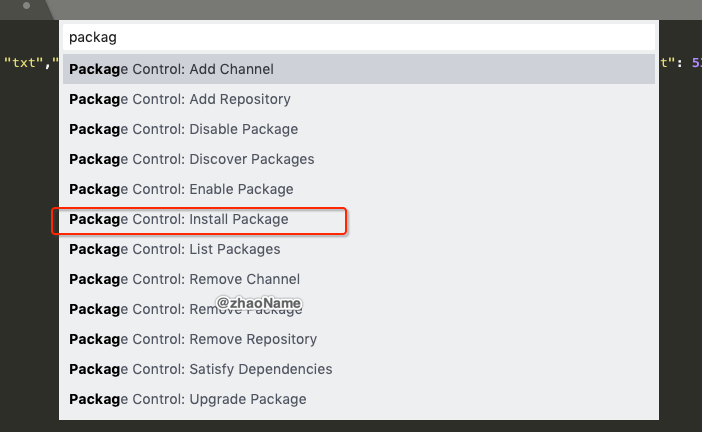 packag
Package Control: Add Channel
"txt","
t": 53
Package Control: Add Repository
Package Control: Disable Package
Package Control: Discover Packages
Package Control: Enable Package
Package Control: Install Package
Package Control: List Packages
Package Control: Remove Channel
@zhaoName
Package Control: Remove Package
Package Control: Remove Repository
Package Control: Satisfy Dependencies
Package Control: Upgrade Package